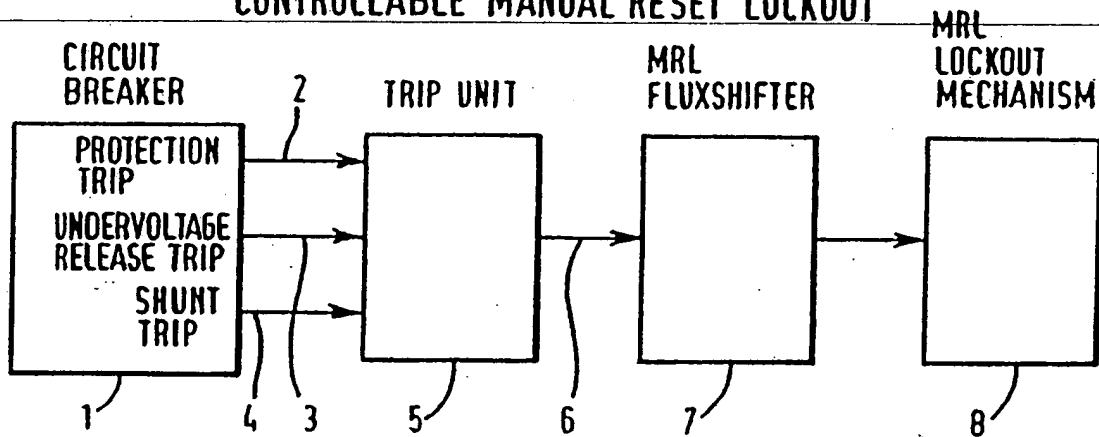 CONTROLLABLE MANUAL RESET LOCKOUT
CIRCUIT
BREAKER
2
TRIP UNIT
MRL
FLUXSHIFTER
MRL
LOCKOUT
MECHANISM
PROTECTION
TRIP
UNDERVOLTAGE
RELEASE TRIP
SHUNT
TRIP
1
4
3
5
6
7
8